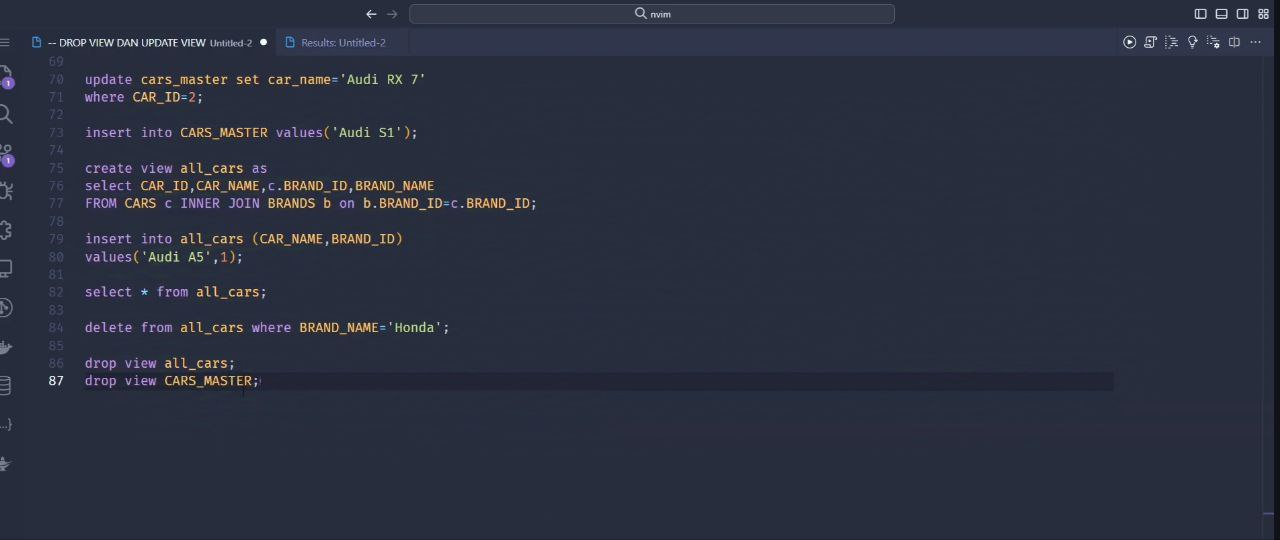 nvim
-- DROP VIEW DAN UPDATE VIEW Untitled-2
Results: Untitled-2
69
70 update cars_master set car_name='Audi RX 7'
71 where CAR_ID=2;
72
73 insert into CARS_MASTER values('Audi S1');
74
75 create view all_cars as
76 select CAR_ID,CAR_NAME,c.BRAND_ID,BRAND_NAME
77 FROM CARS c INNER JOIN BRANDS b on b.BRAND_ID=c.BRAND_ID;
78
79 insert into all_cars (CAR_NAME,BRAND_ID)
80 values('Audi A5',1);
81
82 select * from all_cars;
83
84 delete from all_cars where BRAND_NAME='Honda';
85
86 drop view all_cars;
87 drop view CARS_MASTER;
1
1